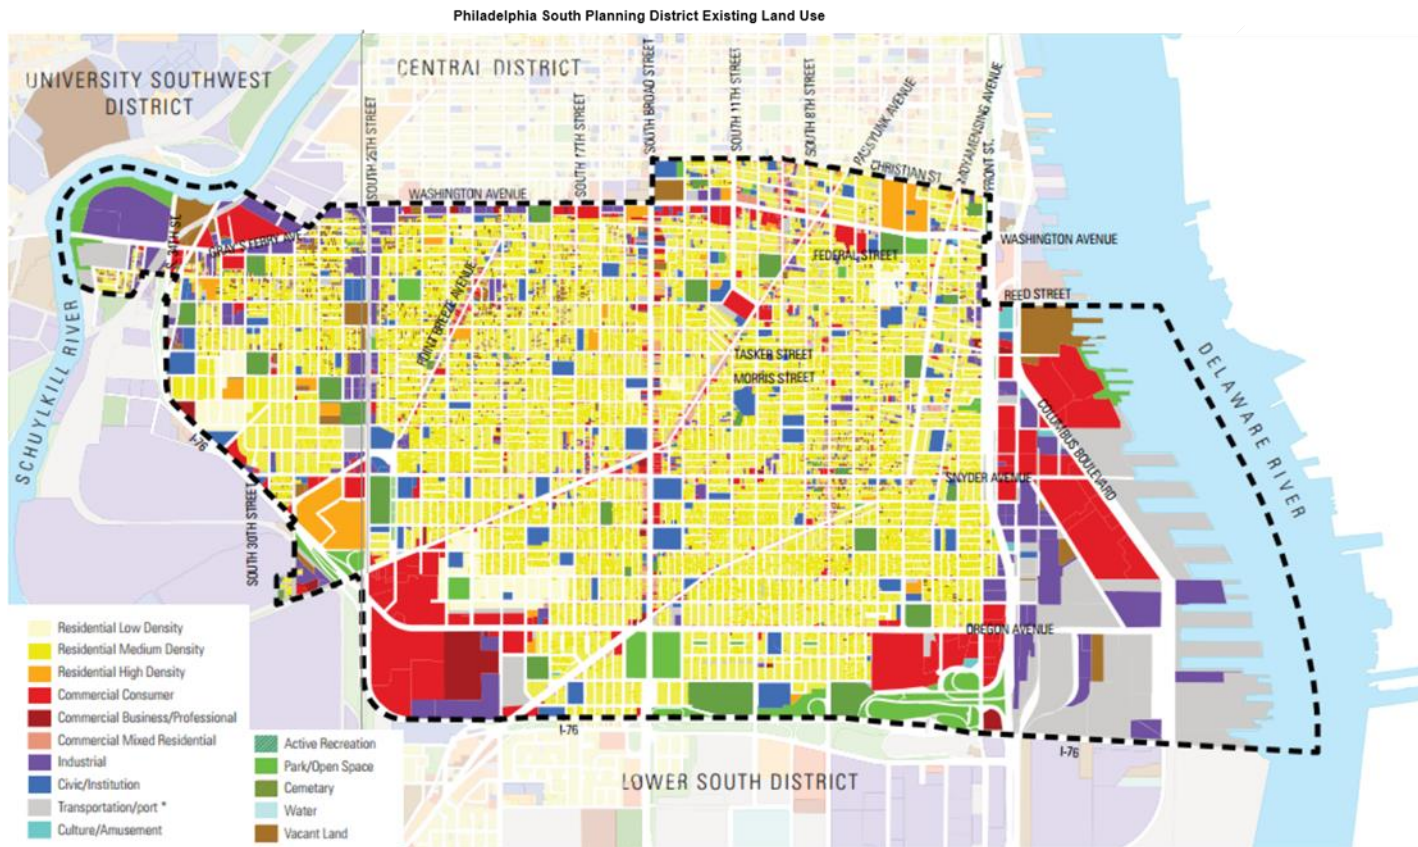 Philadelphia South Planning District Existing Land Use
UNIVERSITY SOUTHWEST
DISTRICT
CENTRAL DISTRICT
SOUTH 25TH STREET
SOUTH 17TH STREET
SOUTH BROAD STREET
SOUTH 11TH STREET
SOUTH 8TH STREET
PASSYUNK AVENUE
CHRISTIAN ST.
MOYAMENSING AVENUE
FRONT ST.
WASHINGTON AVENUE
WASHINGTON AVENUE
S. 34TH ST.
GRAY'S FERRY AVE.
FEDERAL STREET
REED STREET
POINT BREEZE AVENUE
TASKER STREET
MORRIS STREET
SCHUYLKILL RIVER
DELAWARE RIVER
COLUMBUS BOULEVARD
I-76
SNYDER AVENUE
SOUTH 30TH STREET
OREGON AVENUE
I-76
I-76
LOWER SOUTH DISTRICT
Residential Low Density
Residential Medium Density
Residential High Density
Commercial Consumer
Commercial Business/Professional
Commercial Mixed Residential
Industrial
Civic/Institution
Transportation/port *
Culture/Amusement
Active Recreation
Park/Open Space
Cemetary
Water
Vacant Land